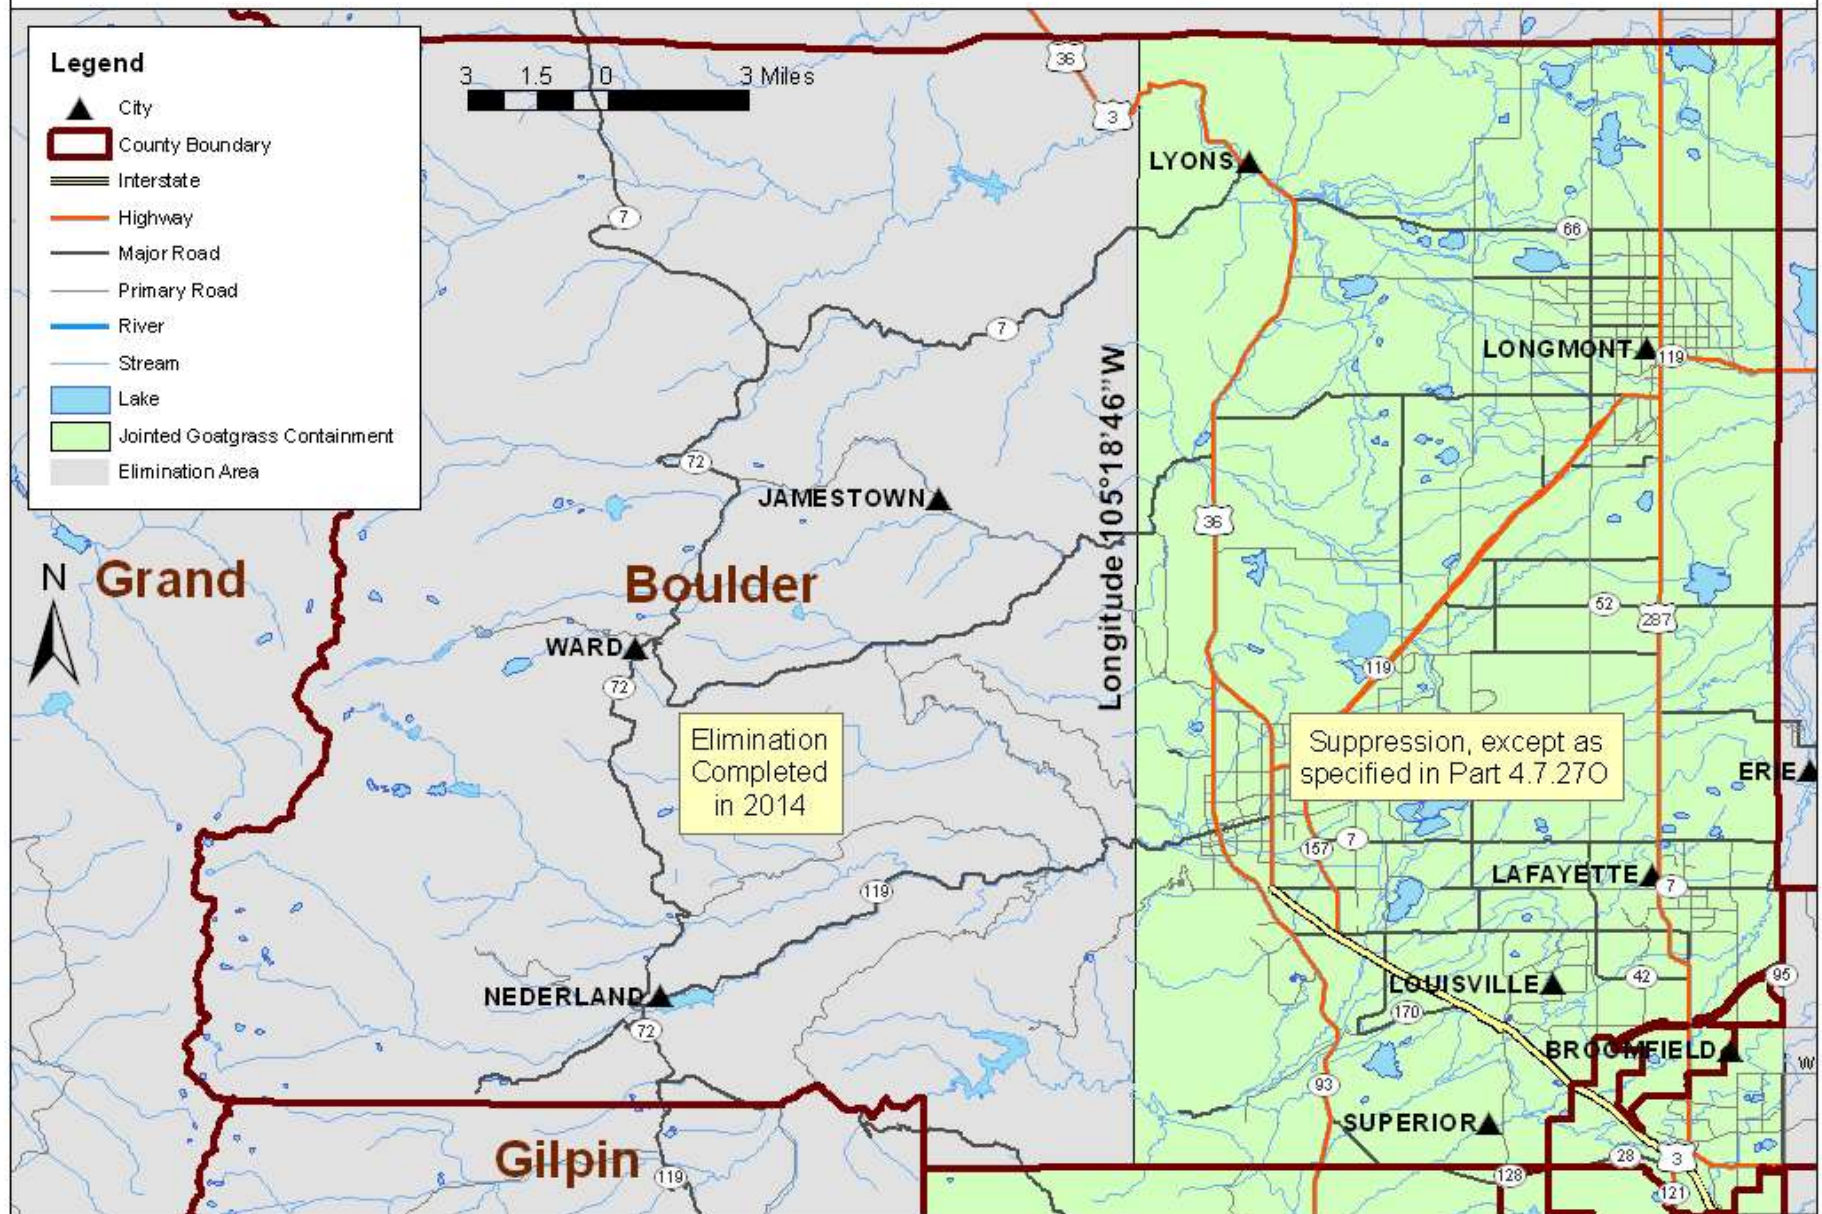 Legend
City
County Boundary
Interstate
Highway
Major Road
Primary Road
River
Stream
Lake
Jointed Goatgrass Containment
Elimination Area
3 1.5 0 3 Miles
36
3
LYONS
7
66
7
LONGMONT
119
Longitude 105°18'46"W
72
JAMESTOWN
36
N
Grand
Boulder
52
287
WARD
119
72
Elimination
Completed
in 2014
Suppression, except as
specified in Part 4.7.27O
ERIE
157
7
119
LAFAYETTE
7
NEDERLAND
LOUISVILLE
42
95
170
72
BROOMFIELD
W
93
SUPERIOR
Gilpin
119
28
3
128
121